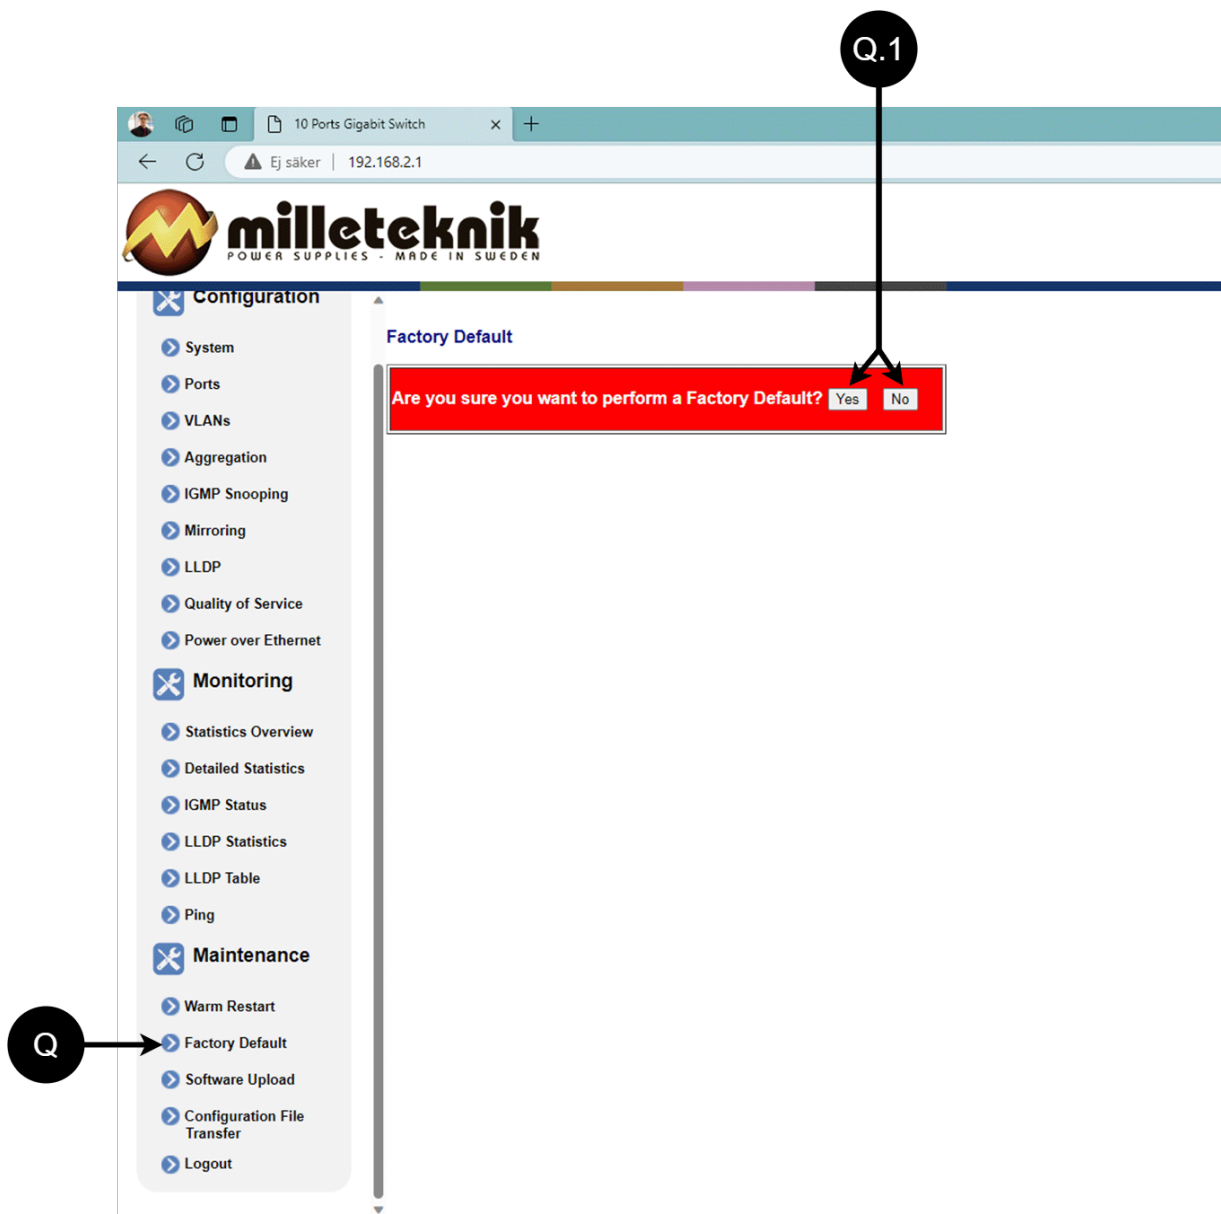 Q.1
10 Ports Gigabit Switch
Ej säker | 192.168.2.1
milleteknik
POWER SUPPLIES - MADE IN SWEDEN
Configuration
System
Ports
VLANs
Aggregation
IGMP Snooping
Mirroring
LLDP
Quality of Service
Power over Ethernet
Monitoring
Statistics Overview
Detailed Statistics
IGMP Status
LLDP Statistics
LLDP Table
Ping
Maintenance
Warm Restart
Q
Factory Default
Software Upload
Configuration File
Transfer
Logout
Factory Default
Are you sure you want to perform a Factory Default? Yes No